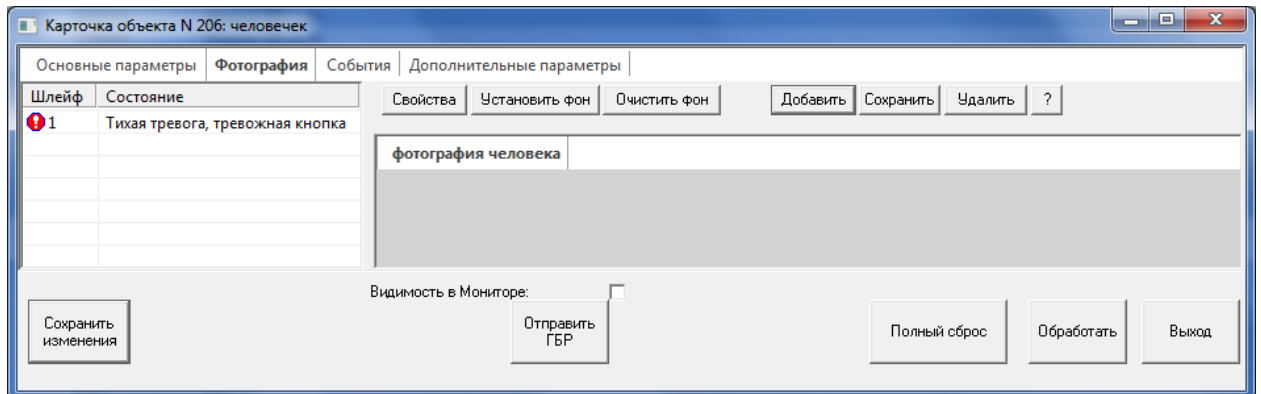 Карточка объекта N 206: человечек
Основные параметры Фотография События Дополнительные параметры
Шлейф Состояние Свойства Установить фон Очистить фон Добавить Сохранить Удалить ?
1 Тихая тревога, тревожная кнопка
фотография человека
Видимость в Мониторе:
Сохранить
изменения
Отправить
ГБР
Полный сброс Обработать Выход